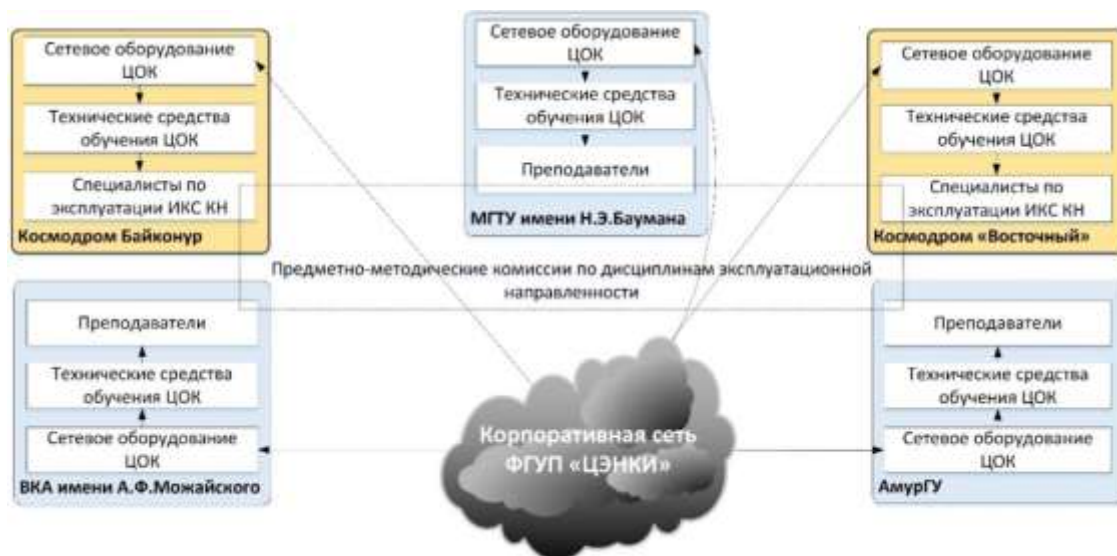 Сетевое оборудование
ЦОК
Технические средства
обучения ЦОК
Специалисты по
эксплуатации ИКС КН
Космодром Байконур
Сетевое оборудование
ЦОК
Технические средства
обучения ЦОК
Преподаватели
МГТУ имени Н.Э.Баумана
Сетевое оборудование
ЦОК
Технические средства
обучения ЦОК
Специалисты по
эксплуатации ИКС КН
Космодром «Восточный»
Предметно-методические комиссии по дисциплинам эксплуатационной
направленности
Преподаватели
Технические средства
обучения ЦОК
Сетевое оборудование
ЦОК
ВКА имени А.Ф.Можайского
Корпоративная сеть
ФГУП «ЦЭНКИ»
Преподаватели
Технические средства
обучения ЦОК
Сетевое оборудование
ЦОК
АмурГУ